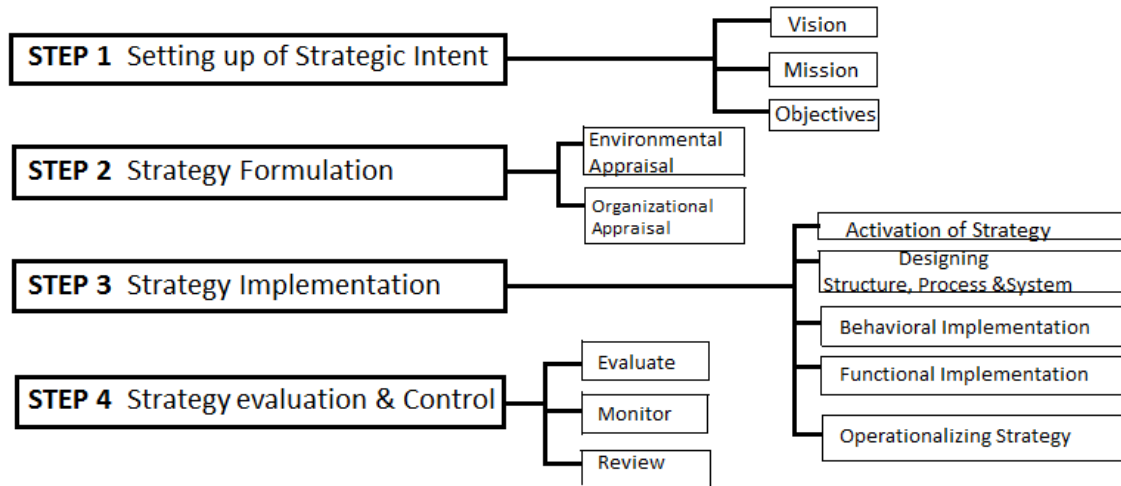 STEP 1 Setting up of Strategic Intent
Vision
Mission
Objectives
STEP 2 Strategy Formulation
Environmental
Appraisal
Organizational
Appraisal
STEP 3 Strategy Implementation
Activation of Strategy
Designing
Structure, Process &System
Behavioral Implementation
Functional Implementation
Operationalizing Strategy
STEP 4 Strategy evaluation & Control
Evaluate
Monitor
Review